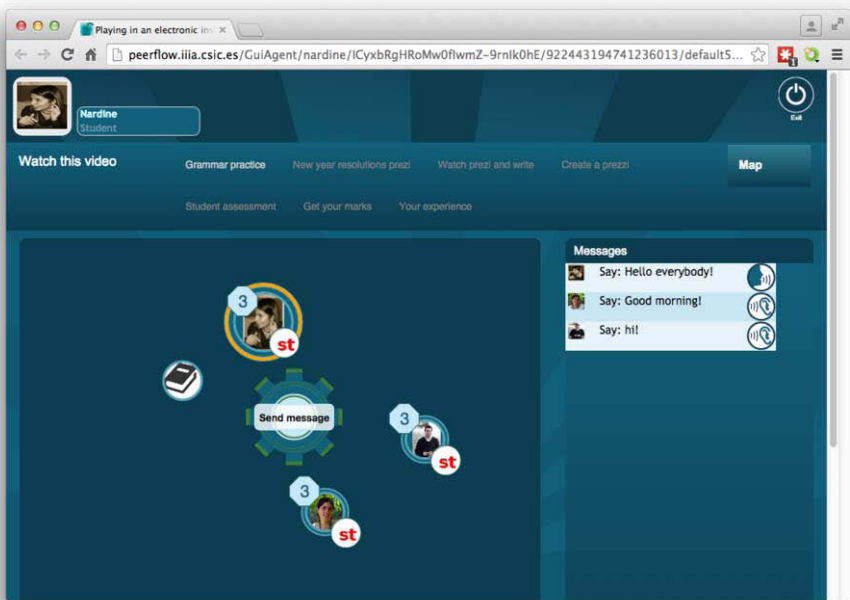 Playing in an electronic ins
peerflow.iiia.csic.es/GuiAgent/nardine/ICyxbRgHRoMw0flwmZ-9rnlk0hE/922443194741236013/default5...
1
Nardine
Student
Exit
Watch this video
Grammar practice
New year resolutions prezi
Watch prezi and write
Create a prezzi
Map
Student assessment
Get your marks
Your experience
Messages
Say: Hello everybody!
Say: Good morning!
Say: hi!
3
st
Send message
3
st
3
st